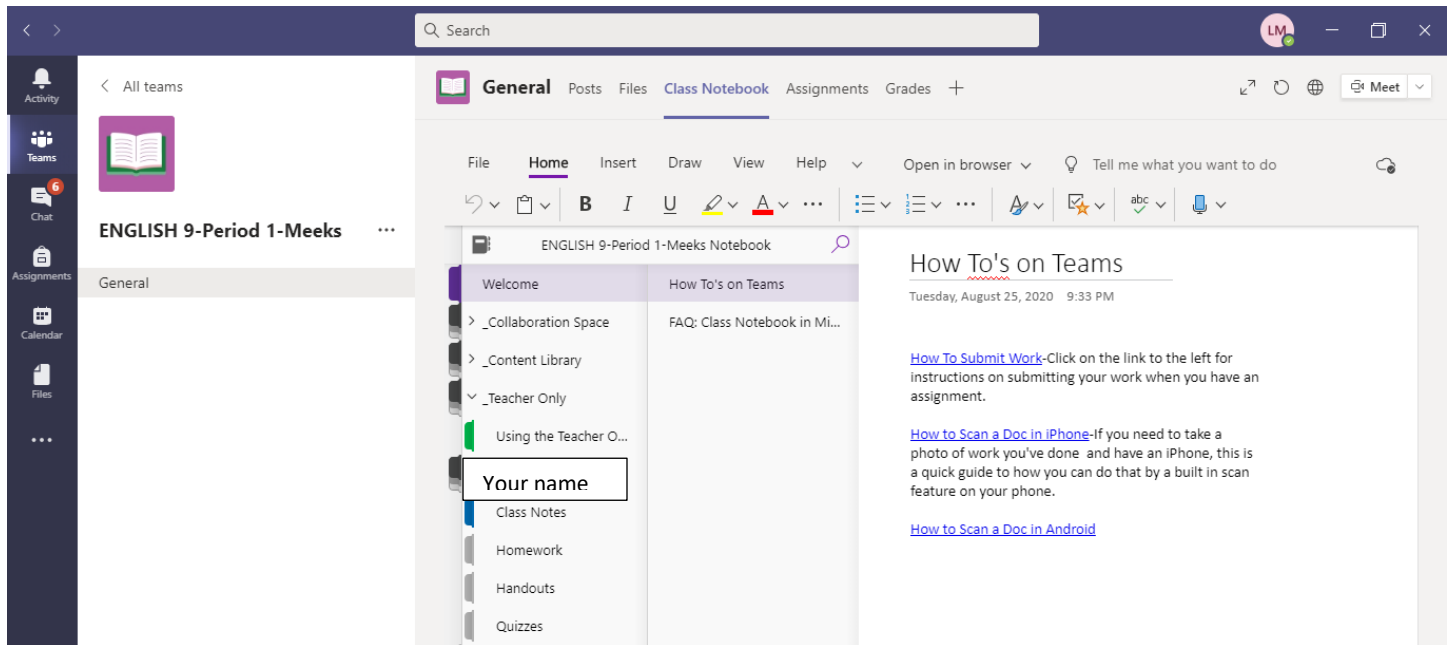 Search
LM
Activity
Teams
6
Chat
Assignments
Calendar
Files
All teams
ENGLISH 9-Period 1-Meeks
General
General Posts Files Class Notebook Assignments Grades
Meet
File Home Insert Draw View Help Open in browser Tell me what you want to do
B I U A abc
ENGLISH 9-Period 1-Meeks Notebook
Welcome
_Collaboration Space
_Content Library
_Teacher Only
Using the Teacher O...
Your name
Class Notes
Homework
Handouts
Quizzes
How To's on Teams
FAQ: Class Notebook in Mi...
How To's on Teams
Tuesday, August 25, 2020 9:33 PM
How To Submit Work-Click on the link to the left for
instructions on submitting your work when you have an
assignment.
How to Scan a Doc in iPhone-If you need to take a
photo of work you've done and have an iPhone, this is
a quick guide to how you can do that by a built in scan
feature on your phone.
How to Scan a Doc in Android